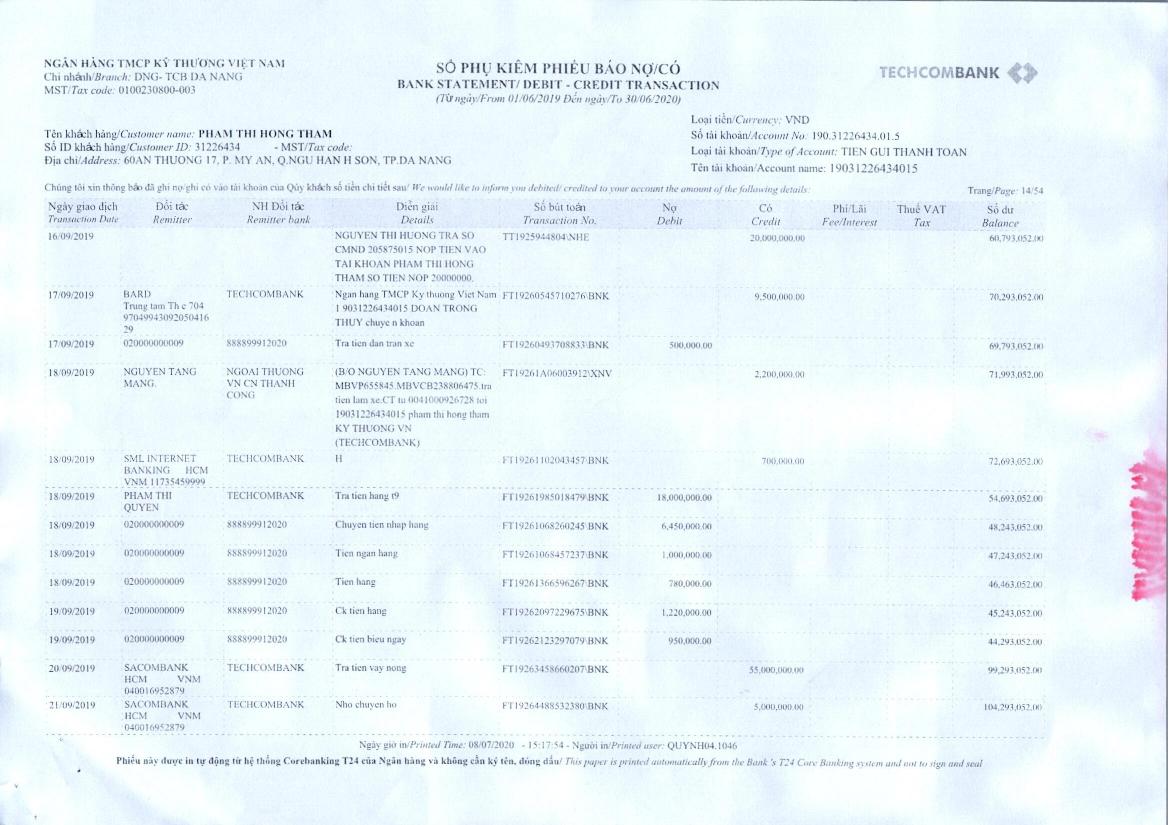 NGÂN HÀNG TMCP KỸ THƯƠNG VIỆT NAM
Chi nhánh/Branch: DNG- TCB DA NANG
MST/Tax code: 0100230800-003
SỔ PHỤ KIÊM PHIẾU BÁO NỢ/CÓ
BANK STATEMENT/ DEBIT - CREDIT TRANSACTION
(Từ ngày/From 01/06/2019 Đến ngày/To 30/06/2020)
TECHCOMBANK
Tên khách hàng/Customer name: PHAM THI HONG THAM
Số ID khách hàng/Customer ID: 31226434 - MST/Tax code:
Địa chỉ/Address: 60AN THUONG 17, P. MY AN, Q.NGU HAN H SON, TP.DA NANG
Loại tiền/Currency: VND
Số tài khoản/Account No: 190.31226434.01.5
Loại tài khoản/Type of Account: TIEN GUI THANH TOAN
Tên tài khoản/Account name: 19031226434015
Chúng tôi xin thông báo đã ghi nợ/ghi có vào tài khoản của Qúy khách số tiền chi tiết sau/ We would like to inform you debited/ credited to your account the amount of the following details:
Trang/Page: 14/54
Ngày giao dịch Đối tác NH Đối tác Diễn giải Số bút toán Nợ Có Phí/Lãi Thuế VAT Số dư
Transaction Date Remitter Remitter bank Details Transaction No. Debit Credit Fee/Interest Tax Balance
16/09/2019 NGUYEN THI HUONG TRA SO TT1925944804\NHE 20,000,000.00 60,793,052.00
CMND 205875015 NOP TIEN VAO
TAI KHOAN PHAM THI HONG
THAM SO TIEN NOP 20000000.
17/09/2019 BARD TECHCOMBANK Ngan hang TMCP Ky thuong Viet Nam FT19260545710276\BNK 9,500,000.00 70,293,052.00
Trung tam Th e 704 1 9031226434015 DOAN TRONG
97049943092050416 THUY chuye n khoan
29
17/09/2019 020000000009 888899912020 Tra tien dan tran xe FT19260493708833\BNK 500,000.00 69,793,052.00
18/09/2019 NGUYEN TANG NGOAI THUONG (B/O NGUYEN TANG MANG) TC: FT19261A06003912\XNV 2,200,000.00 71,993,052.00
MANG. VN CN THANH MBVP655845.MBVCB238806475.tra
CONG tien lam xe.CT tu 0041000926728 toi
19031226434015 pham thi hong tham
KY THUONG VN
(TECHCOMBANK)
18/09/2019 SML INTERNET TECHCOMBANK H FT19261102043457\BNK 700,000.00 72,693,052.00
BANKING HCM
VNM 11735459999
18/09/2019 PHAM THI TECHCOMBANK Tra tien hang t9 FT19261985018479\BNK 18,000,000.00 54,693,052.00
QUYEN
18/09/2019 020000000009 888899912020 Chuyen tien nhap hang FT19261068260245\BNK 6,450,000.00 48,243,052.00
18/09/2019 020000000009 888899912020 Tien ngan hang FT19261068457237\BNK 1,000,000.00 47,243,052.00
18/09/2019 020000000009 888899912020 Tien hang FT19261366596267\BNK 780,000.00 46,463,052.00
19/09/2019 020000000009 888899912020 Ck tien hang FT19262097229675\BNK 1,220,000.00 45,243,052.00
19/09/2019 020000000009 888899912020 Ck tien bieu ngay FT19262123297079\BNK 950,000.00 44,293,052.00
20/09/2019 SACOMBANK TECHCOMBANK Tra tien vay nong FT19263458660207\BNK 55,000,000.00 99,293,052.00
HCM VNM
040016952879
21/09/2019 SACOMBANK TECHCOMBANK Nho chuyen ho FT19264488532380\BNK 5,000,000.00 104,293,052.00
HCM VNM
040016952879
Ngày giờ in/Printed Time: 08/07/2020 - 15:17:54 - Người in/Printed user: QUYNH04.1046
Phiếu này được in tự động từ hệ thống Corebanking T24 của Ngân hàng và không cần ký tên, đóng dấu/ This paper is printed automatically from the Bank 's T24 Core Banking system and not to sign and seal